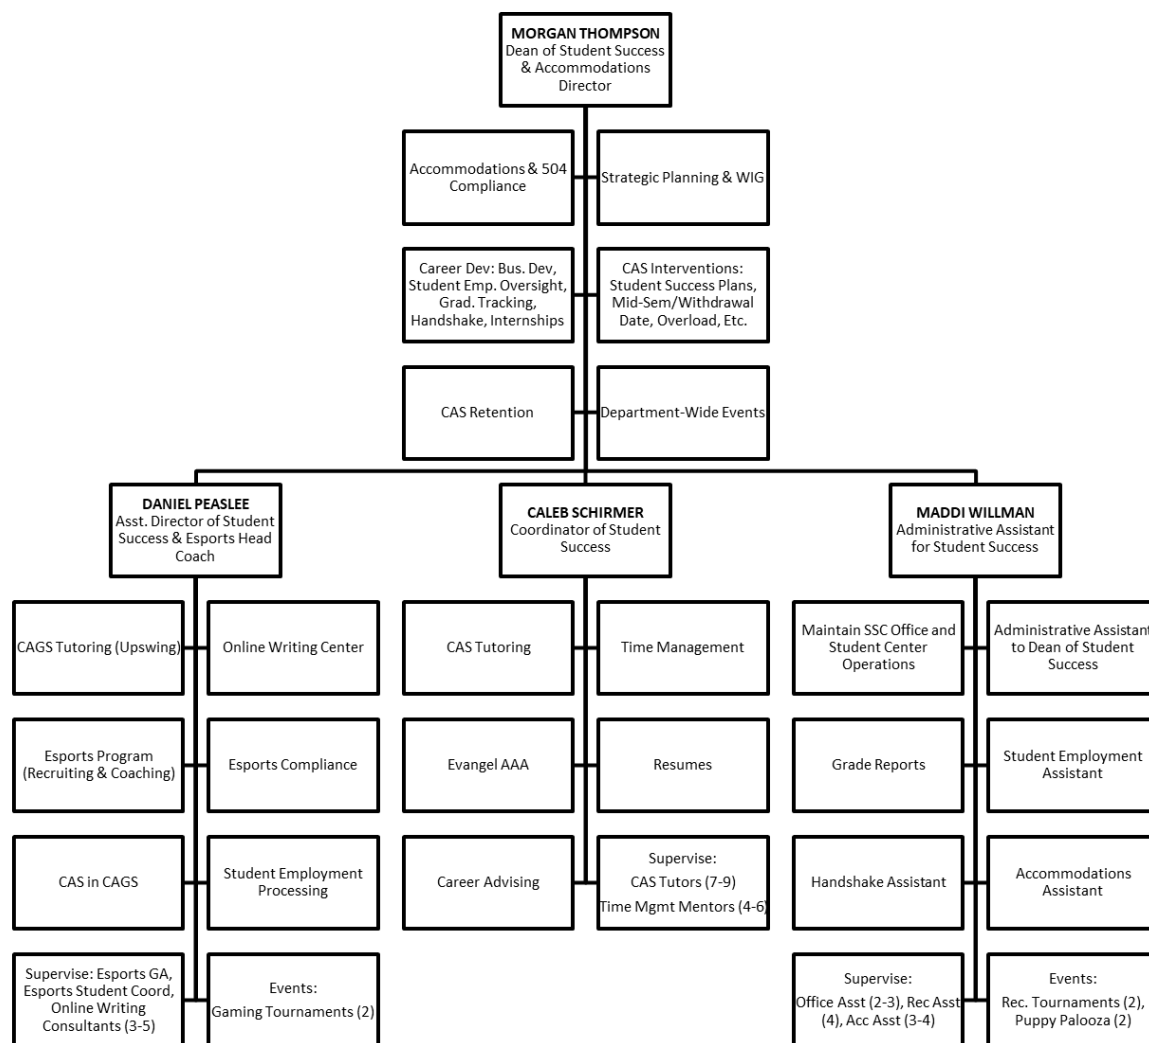 MORGAN THOMPSON
Dean of Student Success
& Accommodations
Director
Accommodations & 504
Compliance
Strategic Planning & WIG
Career Dev: Bus. Dev,
Student Emp. Oversight,
Grad. Tracking,
Handshake, Internships
CAS Interventions:
Student Success Plans,
Mid-Sem/Withdrawal
Date, Overload, Etc.
CAS Retention
Department-Wide Events
DANIEL PEASLEE
Asst. Director of Student
Success & Esports Head
Coach
CALEB SCHIRMER
Coordinator of Student
Success
MADDI WILLMAN
Administrative Assistant
for Student Success
CAGS Tutoring (Upswing)
Online Writing Center
CAS Tutoring
Time Management
Maintain SSC Office and
Student Center
Operations
Administrative Assistant
to Dean of Student
Success
Esports Program
(Recruiting & Coaching)
Esports Compliance
Evangel AAA
Resumes
Grade Reports
Student Employment
Assistant
CAS in CAGS
Student Employment
Processing
Career Advising
Supervise:
CAS Tutors (7-9)
Time Mgmt Mentors (4-6)
Handshake Assistant
Accommodations
Assistant
Supervise: Esports GA,
Esports Student Coord,
Online Writing
Consultants (3-5)
Events:
Gaming Tournaments (2)
Supervise:
Office Asst (2-3), Rec Asst
(4), Acc Asst (3-4)
Events:
Rec. Tournaments (2),
Puppy Palooza (2)